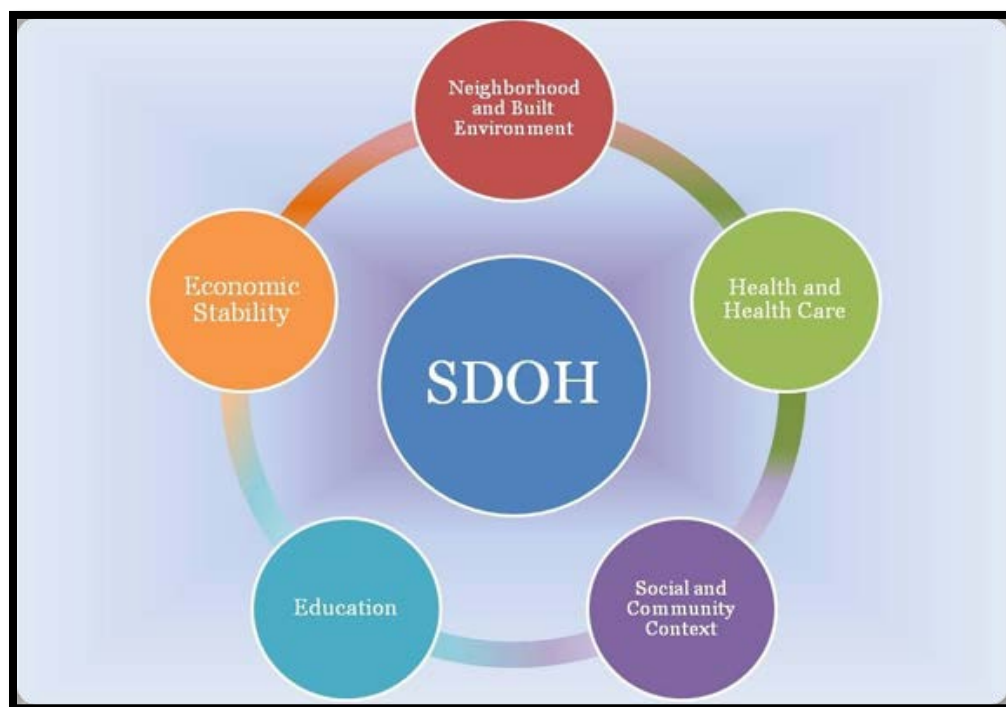 Neighborhood
and Built
Environment
Economic
Stability
Health and
Health Care
SDOH
Education
Social and
Community
Context